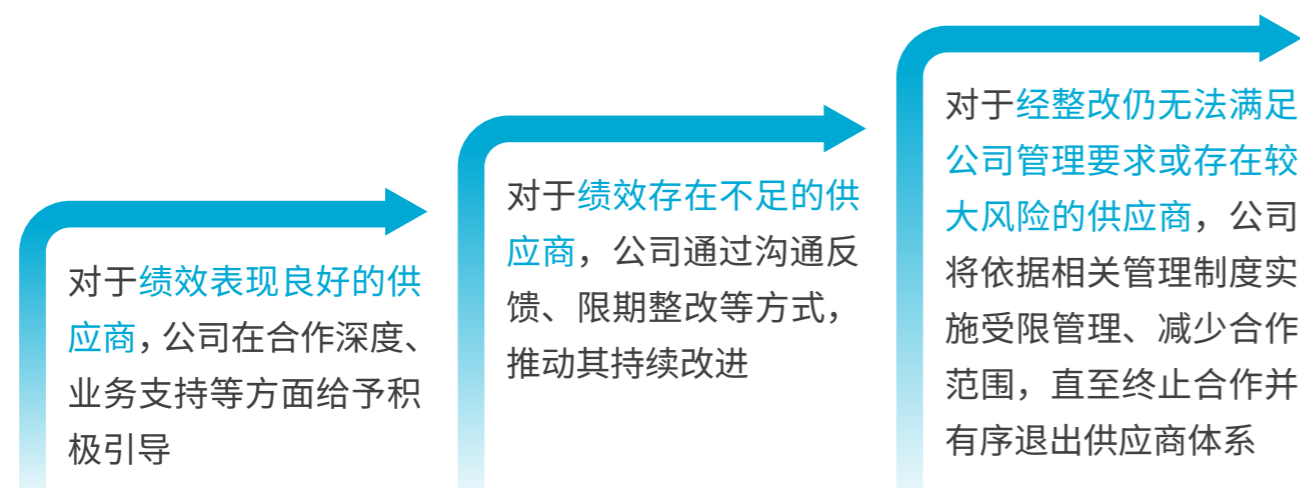 对于绩效表现良好的供
应商，公司在合作深度、
业务支持等方面给予积
极引导
对于绩效存在不足的供
应商，公司通过沟通反
馈、限期整改等方式，
推动其持续改进
对于经整改仍无法满足
公司管理要求或存在较
大风险的供应商，公司
将依据相关管理制度实
施受限管理、减少合作
范围，直至终止合作并
有序退出供应商体系